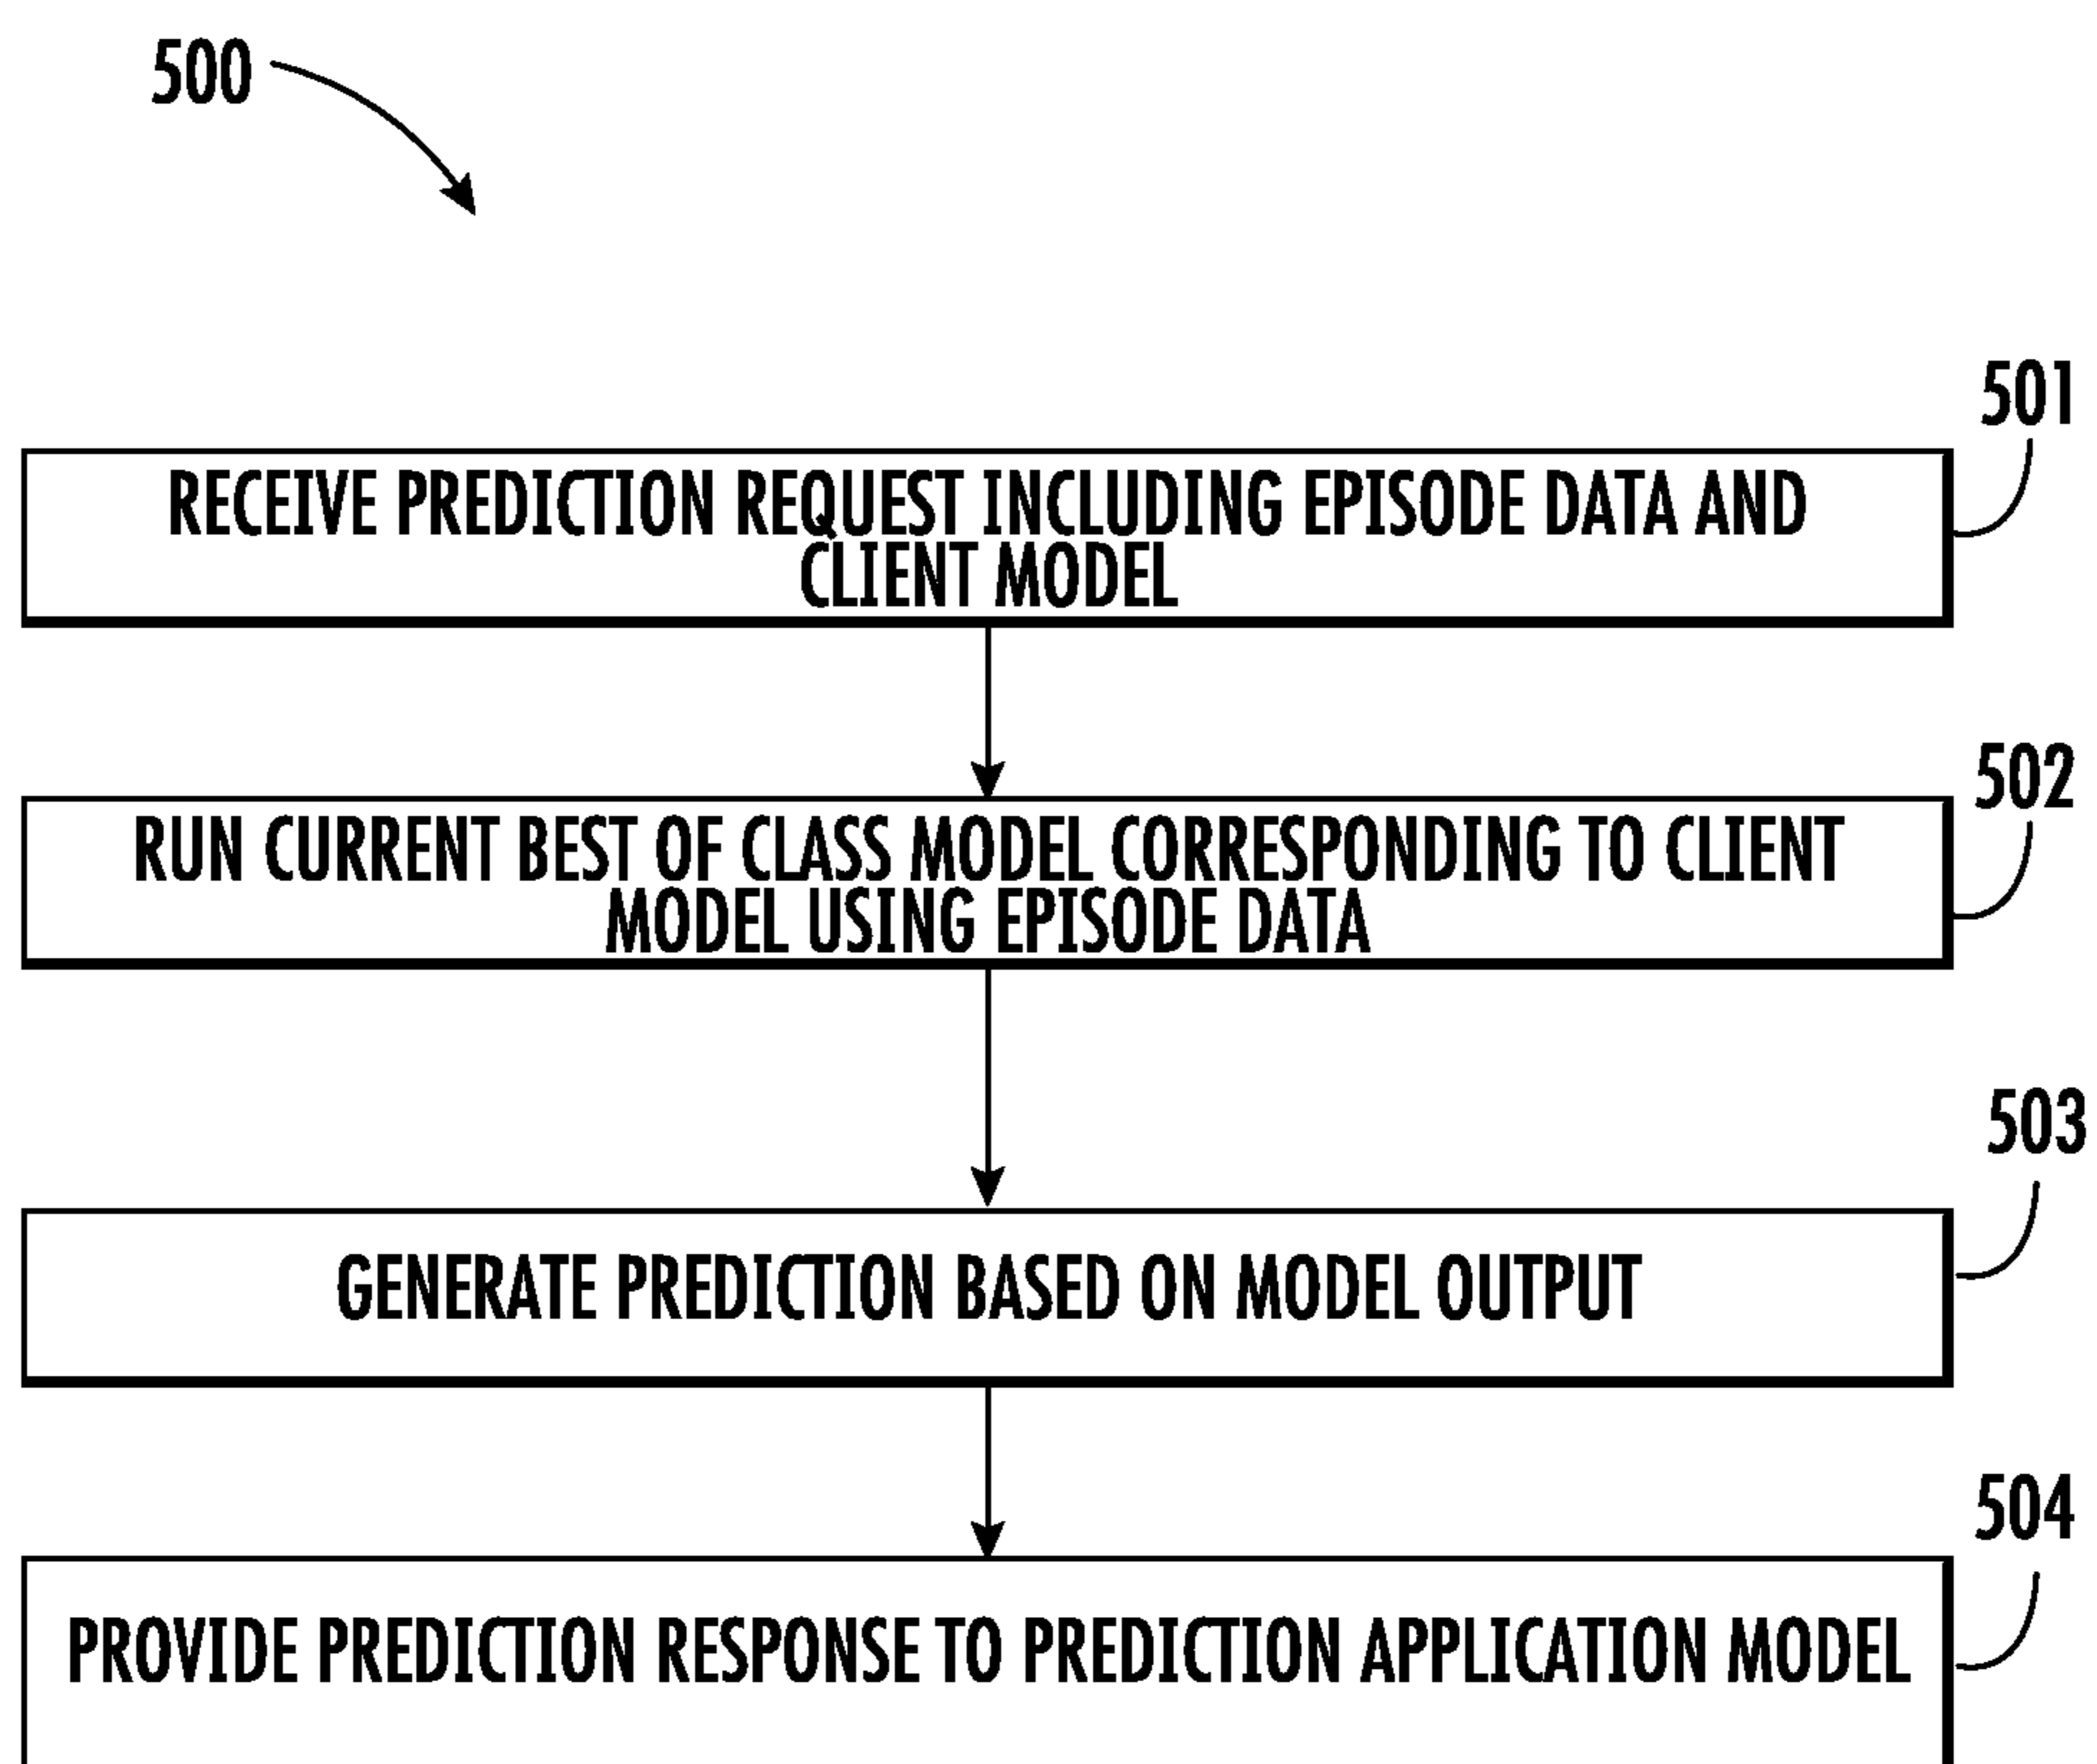 500
501
RECEIVE PREDICTION REQUEST INCLUDING EPISODE DATA AND
CLIENT MODEL
502
RUN CURRENT BEST OF CLASS MODEL CORRESPONDING TO CLIENT
MODEL USING EPISODE DATA
503
GENERATE PREDICTION BASED ON MODEL OUTPUT
504
PROVIDE PREDICTION RESPONSE TO PREDICTION APPLICATION MODEL